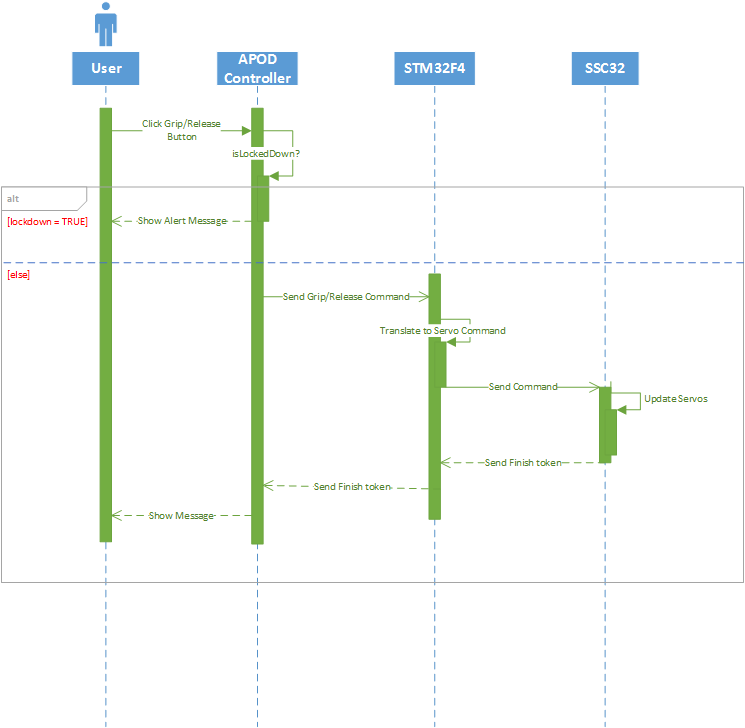 User
APOD
Controller
STM32F4
SSC32
Click Grip/Release
Button
isLockedDown?
alt
[lockdown = TRUE]
Show Alert Message
[else]
Send Grip/Release Command
Translate to Servo Command
Send Command
Update Servos
Send Finish token
Send Finish token
Show Message